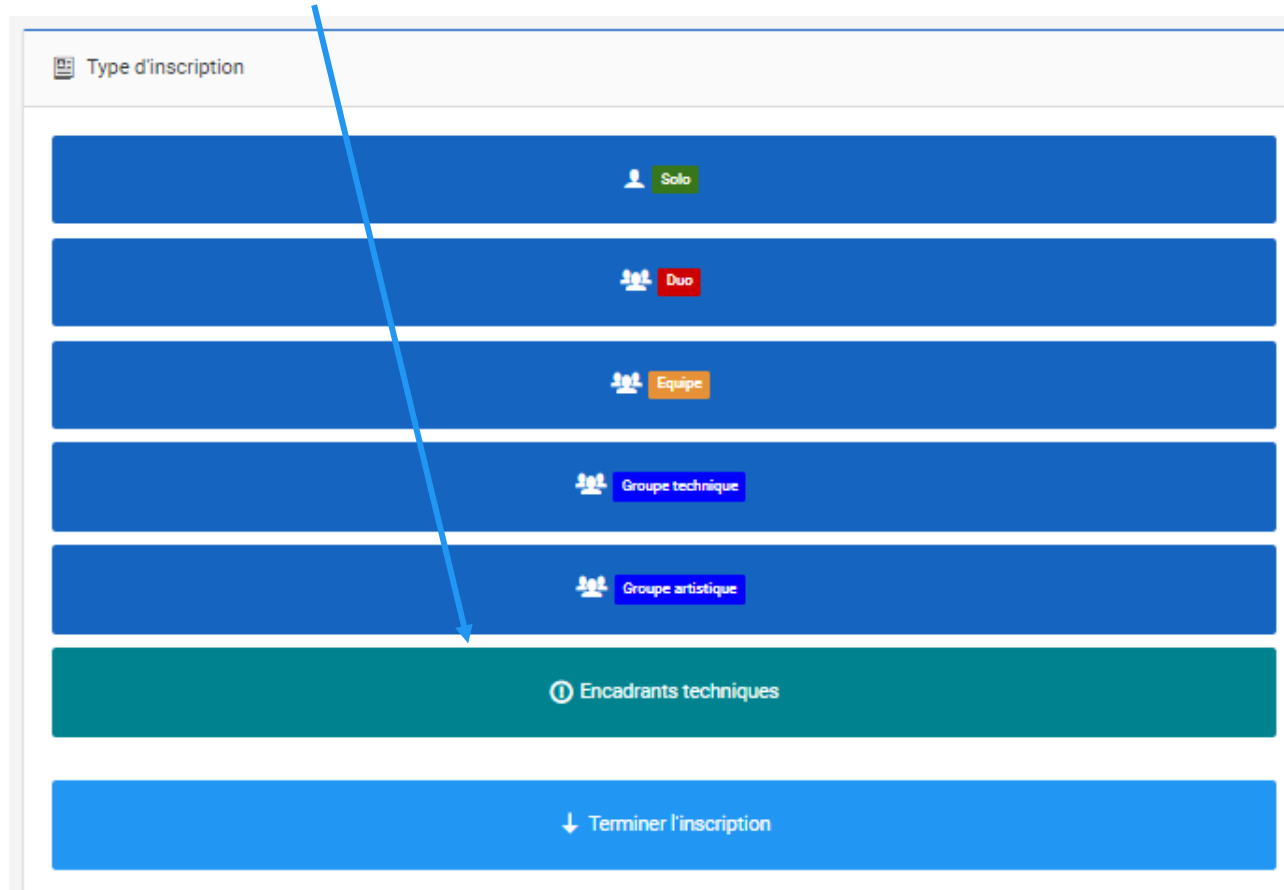 Type d'inscription
Solo
Duo
Equipe
Groupe technique
Groupe artistique
Encadrants techniques
Terminer l'inscription